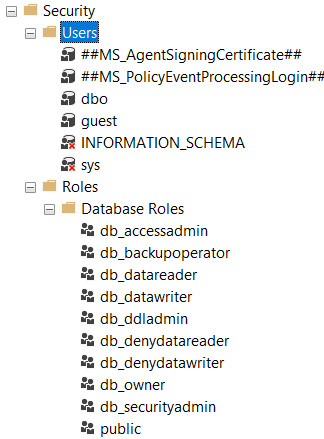 Security
Users
##MS_AgentSigningCertificate##
##MS_PolicyEventProcessingLogin##
dbo
guest
INFORMATION_SCHEMA
sys
Roles
Database Roles
db_accessadmin
db_backupoperator
db_datareader
db_datawriter
db_ddladmin
db_denydatareader
db_denydatawriter
db_owner
db_securityadmin
public